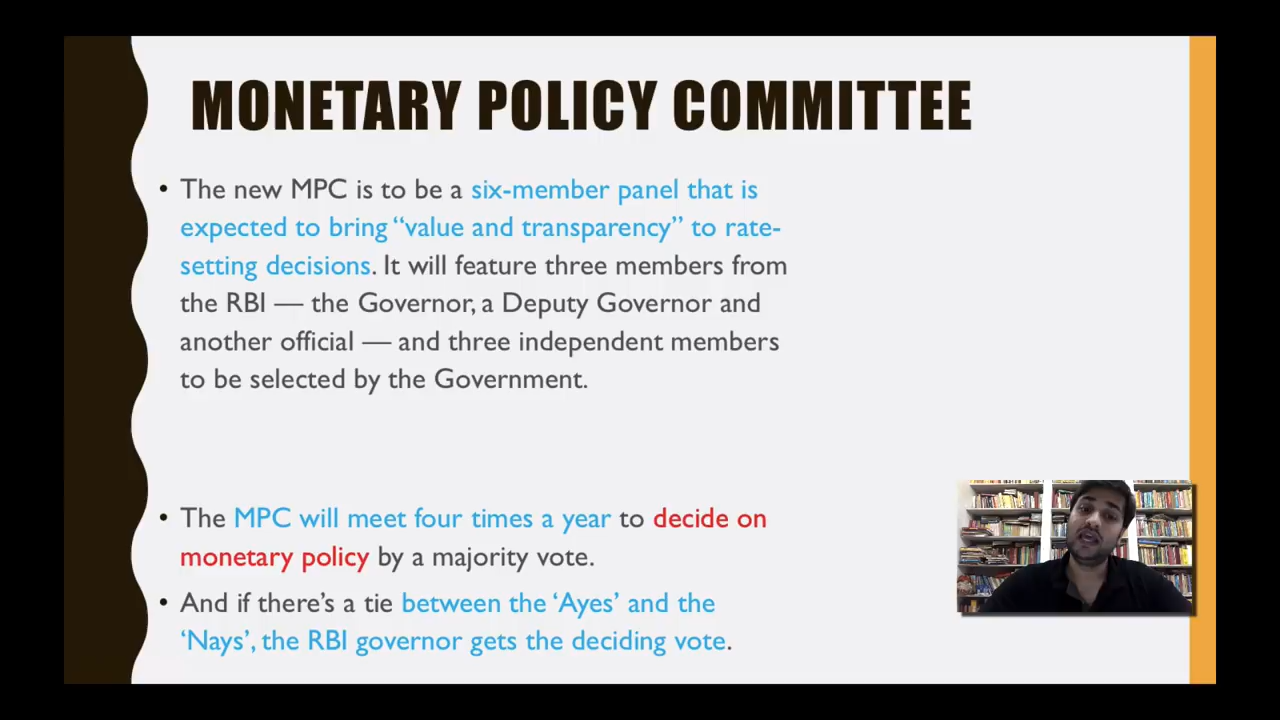 MONETARY POLICY COMMITTEE
• The new MPC is to be a six-member panel that is
expected to bring “value and transparency” to rate-
setting decisions. It will feature three members from
the RBI — the Governor, a Deputy Governor and
another official — and three independent members
to be selected by the Government.
• The MPC will meet four times a year to decide on
monetary policy by a majority vote.
• And if there’s a tie between the ‘Ayes’ and the
‘Nays’, the RBI governor gets the deciding vote.